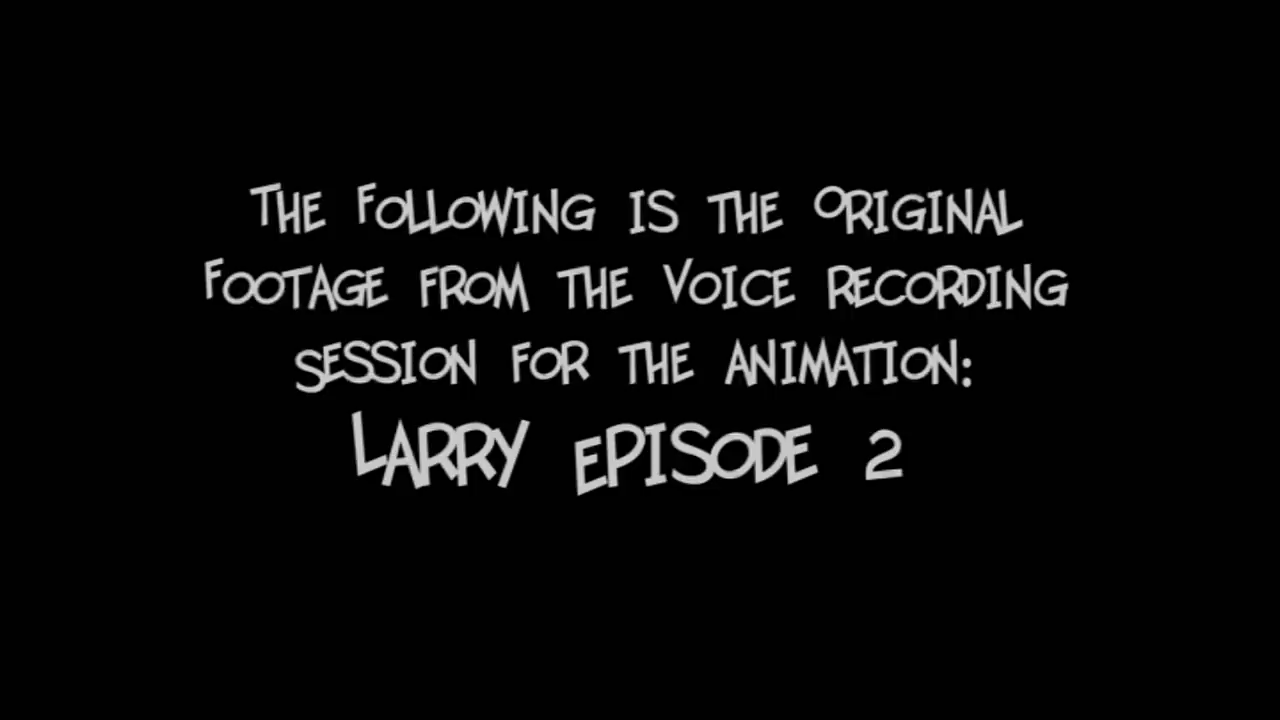 THE FOLLOWING IS THE ORIGINAL
FOOTAGE FROM THE VOICE RECORDING
SESSION FOR THE ANIMATION:
LARRY EPISODE 2